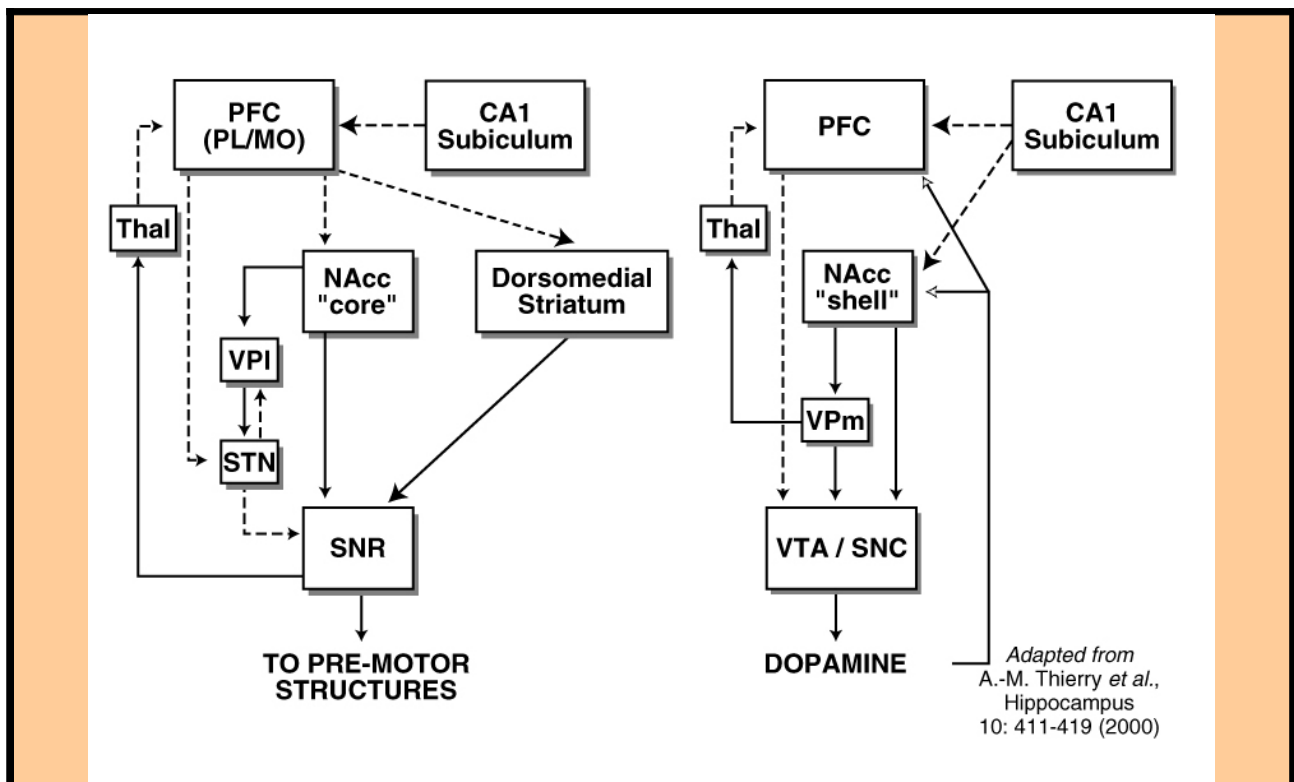 PFC
(PL/MO)
CA1
Subiculum
Thal
NAcc
"core"
Dorsomedial
Striatum
VPl
STN
SNR
TO PRE-MOTOR
STRUCTURES
PFC
CA1
Subiculum
Thal
NAcc
"shell"
VPm
VTA / SNC
DOPAMINE
Adapted from
A.-M. Thierry et al.,
Hippocampus
10: 411-419 (2000)